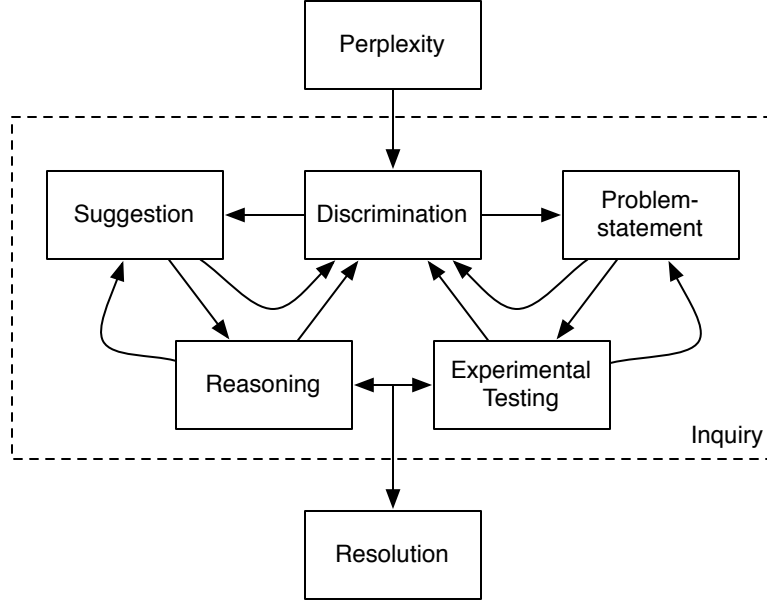 Perplexity
Suggestion
Discrimination
Problem-
statement
Reasoning
Experimental
Testing
Inquiry
Resolution